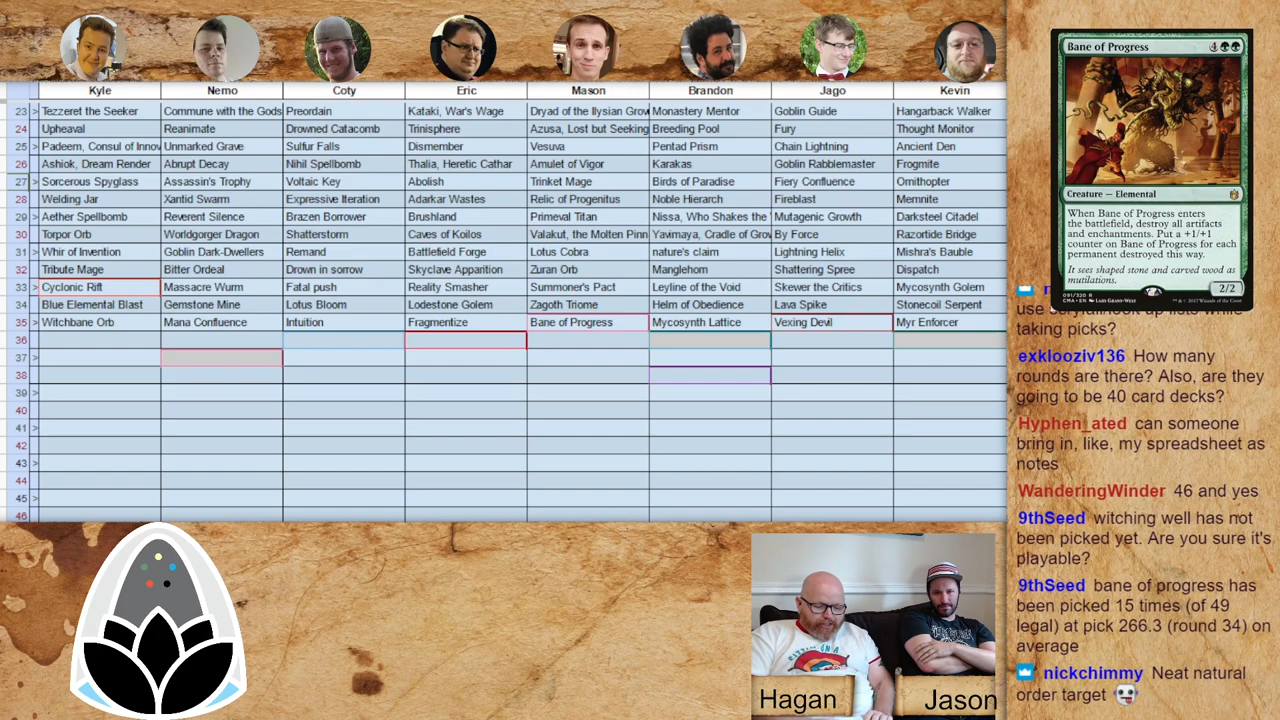 Kyle Nemo Coty Eric Mason Brandon Jago Kevin
23 > Tezzeret the Seeker Commune with the Gods Preordain Kataki, War's Wage Dryad of the Ilysian Grov Monastery Mentor Goblin Guide Hangarback Walker
24 Upheaval Reanimate Drowned Catacomb Trinisphere Azusa, Lost but Seeking Breeding Pool Fury Thought Monitor
25 > Padeem, Consul of Innov Unmarked Grave Sulfur Falls Dismember Vesuva Pentad Prism Chain Lightning Ancient Den
26 Ashiok, Dream Render Abrupt Decay Nihil Spellbomb Thalia, Heretic Cathar Amulet of Vigor Karakas Goblin Rabblemaster Frogmite
27 > Sorcerous Spyglass Assassin's Trophy Voltaic Key Abolish Trinket Mage Birds of Paradise Fiery Confluence Ornithopter
28 Welding Jar Xantid Swarm Expressive Iteration Adarkar Wastes Relic of Progenitus Noble Hierarch Fireblast Memnite
29 > Aether Spellbomb Reverent Silence Brazen Borrower Brushland Primeval Titan Nissa, Who Shakes the Mutagenic Growth Darksteel Citadel
30 Torpor Orb Worldgorger Dragon Shatterstorm Caves of Koilos Valakut, the Molten Pinn Yavimaya, Cradle of Grov By Force Razortide Bridge
31 > Whir of Invention Goblin Dark-Dwellers Remand Battlefield Forge Lotus Cobra nature's claim Lightning Helix Mishra's Bauble
32 Tribute Mage Bitter Ordeal Drown in sorrow Skyclave Apparition Zuran Orb Manglehorn Shattering Spree Dispatch
33 > Cyclonic Rift Massacre Wurm Fatal push Reality Smasher Summoner's Pact Leyline of the Void Skewer the Critics Mycosynth Golem
34 Blue Elemental Blast Gemstone Mine Lotus Bloom Lodestone Golem Zagoth Triome Helm of Obedience Lava Spike Stonecoil Serpent
35 > Witchbane Orb Mana Confluence Intuition Fragmentize Bane of Progress Mycosynth Lattice Vexing Devil Myr Enforcer
36
37 >
38
39 >
40
41 >
42
43 >
44
45 >
46
Bane of Progress 4
Creature — Elemental
When Bane of Progress enters
the battlefield, destroy all artifacts
and enchantments. Put a +1/+1
counter on Bane of Progress for each
permanent destroyed this way.
It sees shaped stone and carved wood as
mutilations.
2/2
taking picks?
exklooziv136 How many
rounds are there? Also, are they
going to be 40 card decks?
Hyphen_ated can someone
bring in, like, my spreadsheet as
notes
WanderingWinder 46 and yes
9thSeed witching well has not
been picked yet. Are you sure it's
playable?
9thSeed bane of progress has
been picked 15 times (of 49
legal) at pick 266.3 (round 34) on
average
nickchimmy Neat natural
order target
Hagan
Jason